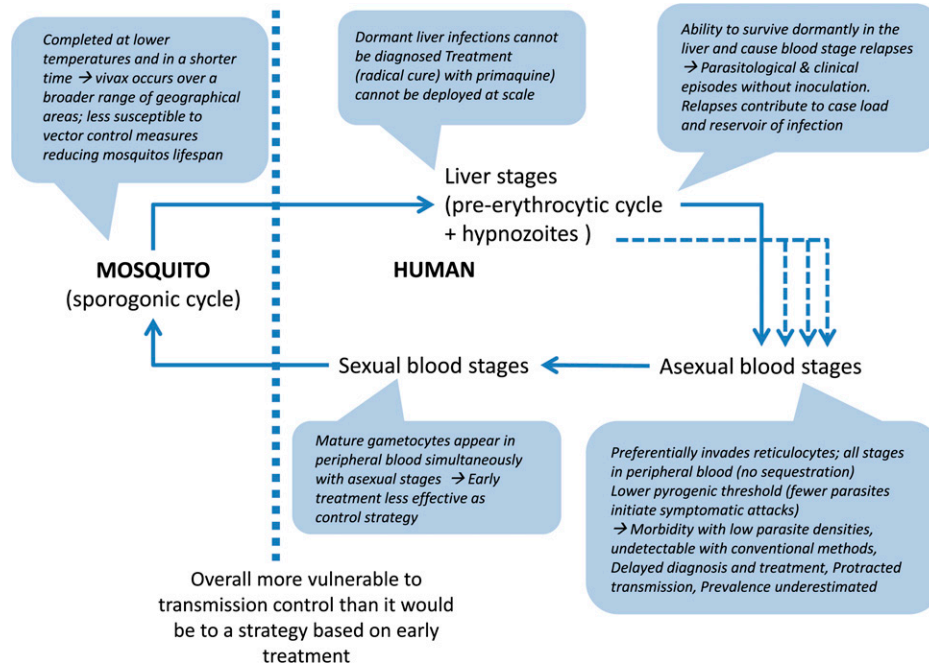 Completed at lower
temperatures and in a shorter
time → vivax occurs over a
broader range of geographical
areas; less susceptible to
vector control measures
reducing mosquitos lifespan
Dormant liver infections cannot
be diagnosed Treatment
(radical cure) with primaquine)
cannot be deployed at scale
Ability to survive dormantly in the
liver and cause blood stage relapses
→ Parasitological & clinical
episodes without inoculation.
Relapses contribute to case load
and reservoir of infection
Liver stages
(pre-erythrocytic cycle
+ hypnozoites )
MOSQUITO
(sporogonic cycle)
HUMAN
Sexual blood stages
Asexual blood stages
Mature gametocytes appear in
peripheral blood simultaneously
with asexual stages → Early
treatment less effective as
control strategy
Preferentially invades reticulocytes; all stages
in peripheral blood (no sequestration)
Lower pyrogenic threshold (fewer parasites
initiate symptomatic attacks)
→ Morbidity with low parasite densities,
undetectable with conventional methods,
Delayed diagnosis and treatment, Protracted
transmission, Prevalence underestimated
Overall more vulnerable to
transmission control than it would
be to a strategy based on early
treatment